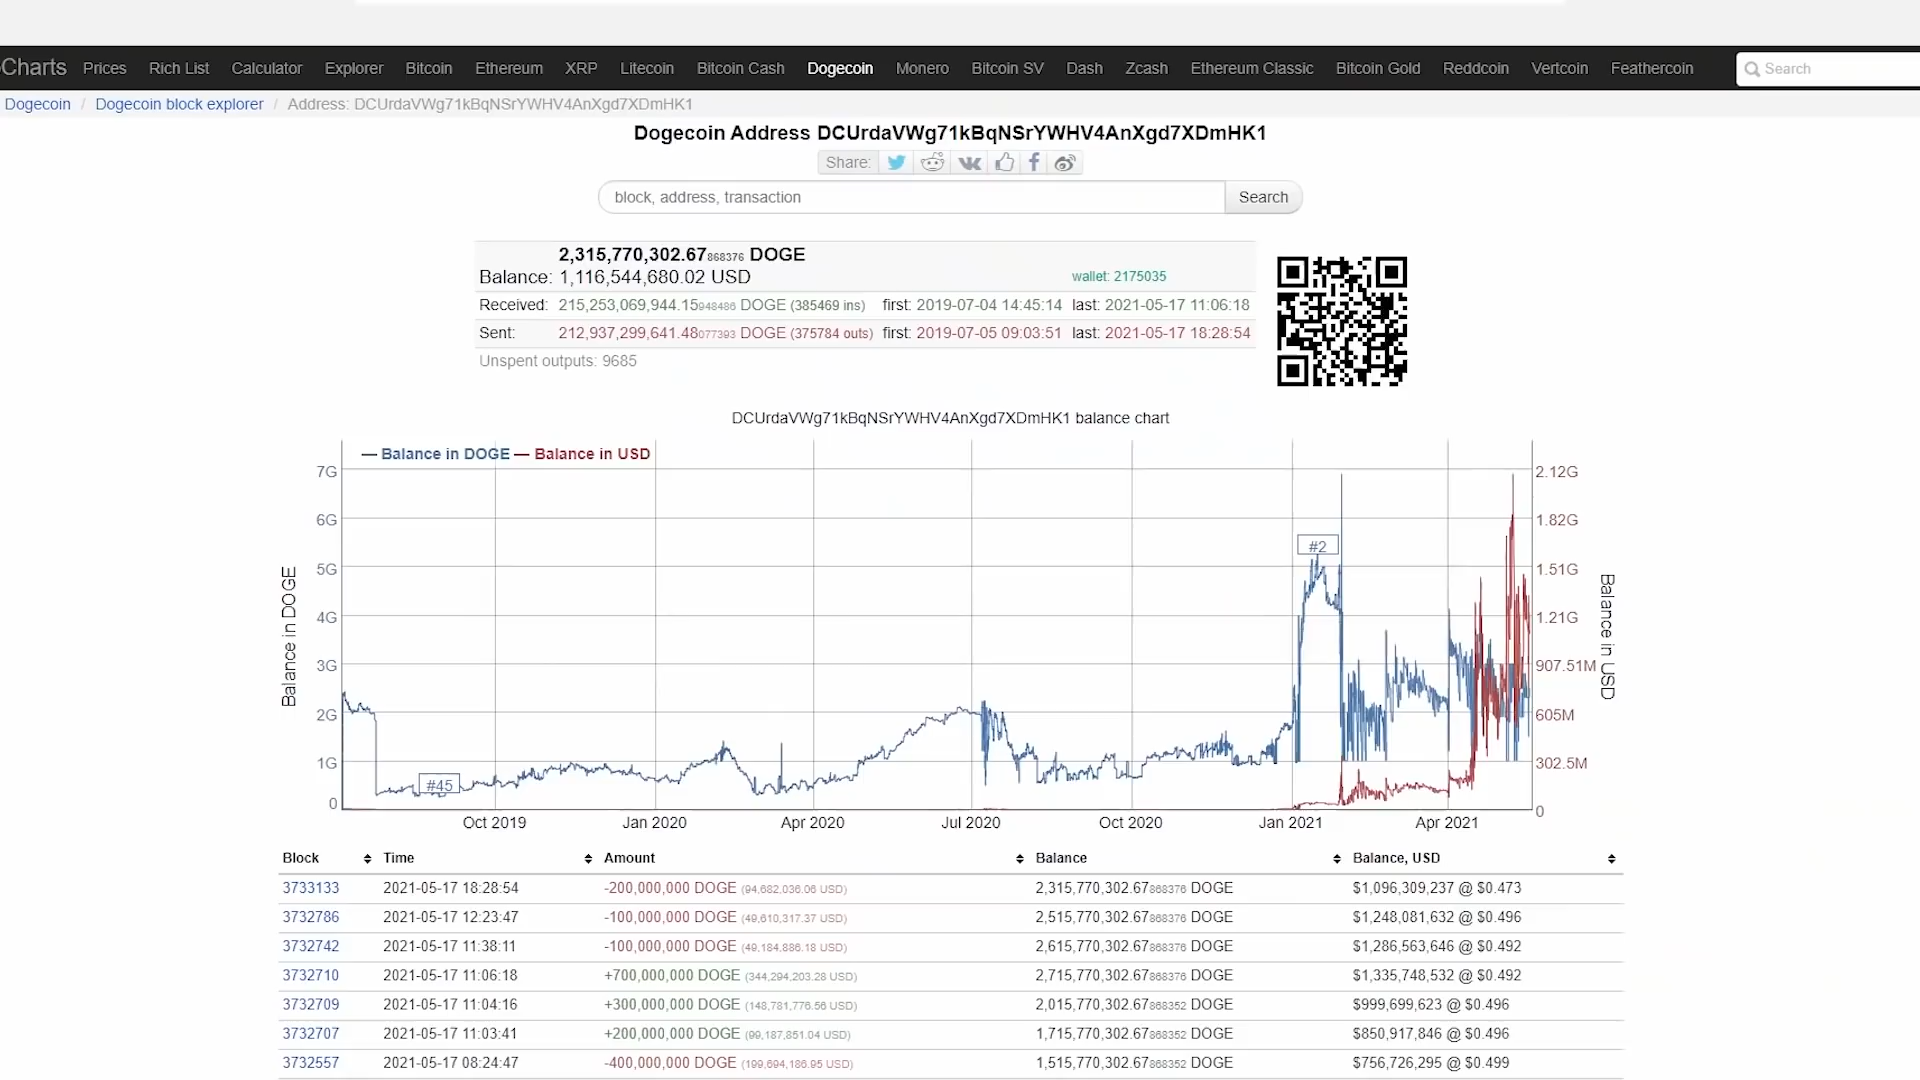 Charts Prices Rich List Calculator Explorer Bitcoin Ethereum XRP Litecoin Bitcoin Cash Dogecoin Monero Bitcoin SV Dash Zcash Ethereum Classic Bitcoin Gold Reddcoin Vertcoin Feathercoin Search
Dogecoin / Dogecoin block explorer / Address: DCUrdaVWg71kBqNSrYWHV4AnXgd7XDmHK1
Dogecoin Address DCUrdaVWg71kBqNSrYWHV4AnXgd7XDmHK1
Share:
block, address, transaction Search
2,315,770,302.67868376 DOGE
Balance: 1,116,544,680.02 USD wallet: 2175035
Received: 215,253,069,944.15948486 DOGE (385469 ins) first: 2019-07-04 14:45:14 last: 2021-05-17 11:06:18
Sent: 212,937,299,641.48077393 DOGE (375784 outs) first: 2019-07-05 09:03:51 last: 2021-05-17 18:28:54
Unspent outputs: 9685
DCUrdaVWg71kBqNSrYWHV4AnXgd7XDmHK1 balance chart
— Balance in DOGE — Balance in USD
7G 2.12G
6G 1.82G
#2
5G 1.51G
4G 1.21G
3G 907.51M
2G 605M
1G 302.5M
#45
0 0
Balance in DOGE
Balance in USD
Oct 2019 Jan 2020 Apr 2020 Jul 2020 Oct 2020 Jan 2021 Apr 2021
Block Time Amount Balance Balance, USD
3733133 2021-05-17 18:28:54 -200,000,000 DOGE (94,682,036.06 USD) 2,315,770,302.67868376 DOGE $1,096,309,237 @ $0.473
3732786 2021-05-17 12:23:47 -100,000,000 DOGE (49,610,317.37 USD) 2,515,770,302.67868376 DOGE $1,248,081,632 @ $0.496
3732742 2021-05-17 11:38:11 -100,000,000 DOGE (49,184,886.18 USD) 2,615,770,302.67868376 DOGE $1,286,563,646 @ $0.492
3732710 2021-05-17 11:06:18 +700,000,000 DOGE (344,294,203.28 USD) 2,715,770,302.67868376 DOGE $1,335,748,532 @ $0.492
3732709 2021-05-17 11:04:16 +300,000,000 DOGE (148,781,776.56 USD) 2,015,770,302.67868352 DOGE $999,699,623 @ $0.496
3732707 2021-05-17 11:03:41 +200,000,000 DOGE (99,187,851.04 USD) 1,715,770,302.67868352 DOGE $850,917,846 @ $0.496
3732557 2021-05-17 08:24:47 -400,000,000 DOGE (199,694,186.95 USD) 1,515,770,302.67868352 DOGE $756,726,295 @ $0.499